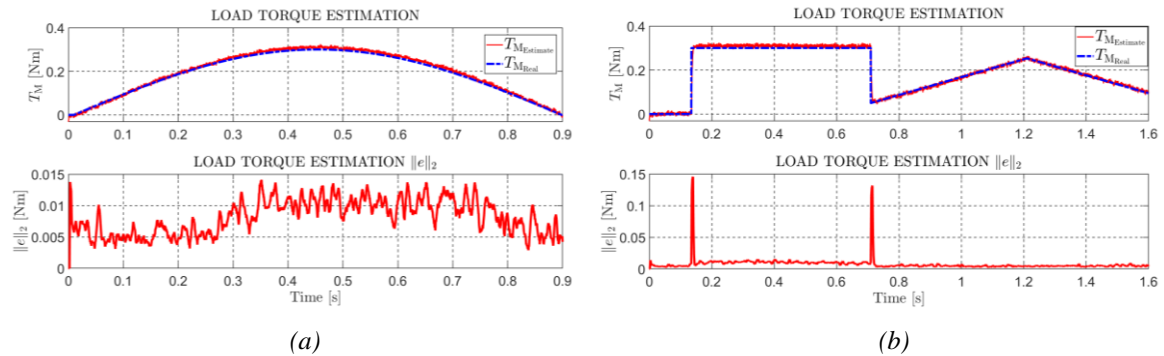 LOAD TORQUE ESTIMATION
0.4
0.2
0
T_M [Nm]
T_M_Estimate
T_M_Real
0 0.1 0.2 0.3 0.4 0.5 0.6 0.7 0.8 0.9
LOAD TORQUE ESTIMATION ‖e‖₂
0.015
0.01
0.005
0
‖e‖₂ [Nm]
0 0.1 0.2 0.3 0.4 0.5 0.6 0.7 0.8 0.9
Time [s]
(a)
LOAD TORQUE ESTIMATION
0.4
0.2
0
T_M [Nm]
T_M_Estimate
T_M_Real
0 0.2 0.4 0.6 0.8 1 1.2 1.4 1.6
LOAD TORQUE ESTIMATION ‖e‖₂
0.15
0.10
0.05
0
‖e‖₂ [Nm]
0 0.2 0.4 0.6 0.8 1 1.2 1.4 1.6
Time [s]
(b)